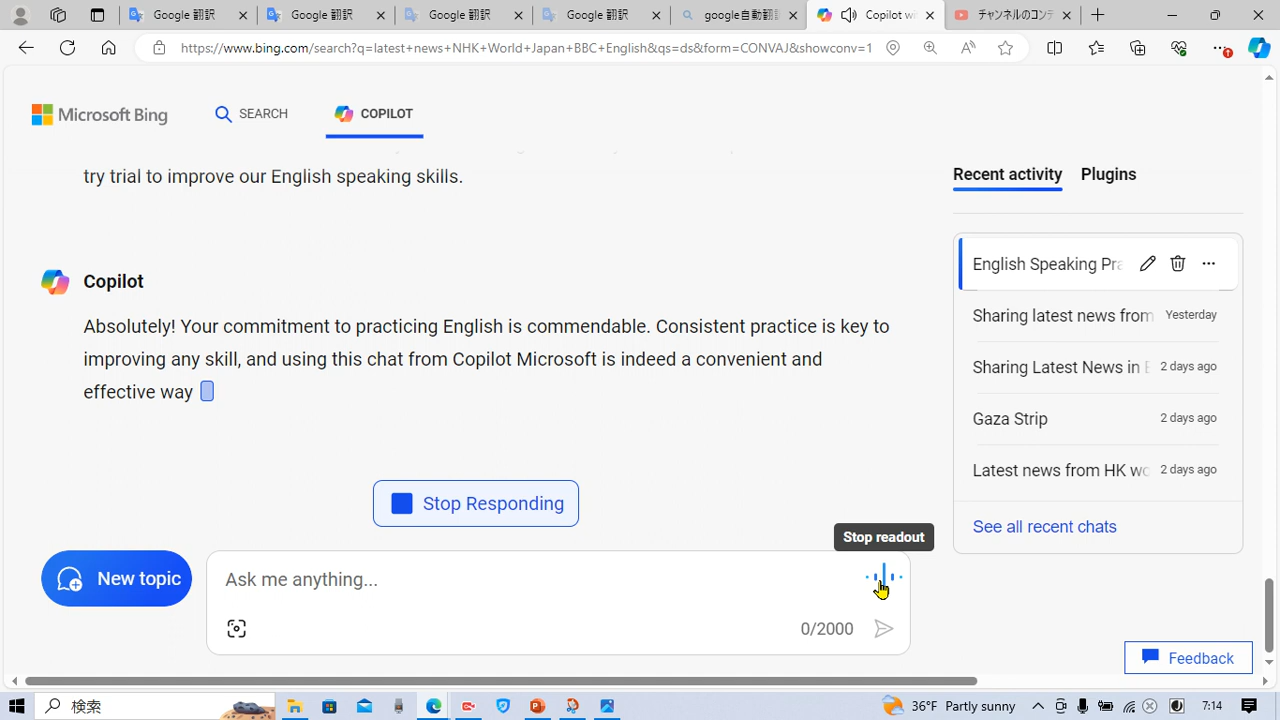 Google 翻訳
Google 翻訳
Google 翻訳
Google 翻訳
google自動翻訳
Copilot wi
チャンネルのコンテ
https://www.bing.com/search?q=latest+news+NHK+World+Japan+BBC+English&qs=ds&form=CONVAJ&showconv=1
Microsoft Bing
SEARCH
COPILOT
try trial to improve our English speaking skills.
Recent activity
Plugins
Copilot
Absolutely! Your commitment to practicing English is commendable. Consistent practice is key to
improving any skill, and using this chat from Copilot Microsoft is indeed a convenient and
effective way
English Speaking Pra
Sharing latest news from Yesterday
Sharing Latest News in E 2 days ago
Gaza Strip 2 days ago
Latest news from HK wo 2 days ago
See all recent chats
Stop Responding
Stop readout
New topic
Ask me anything...
0/2000
Feedback
検索
36°F Partly sunny
7:14